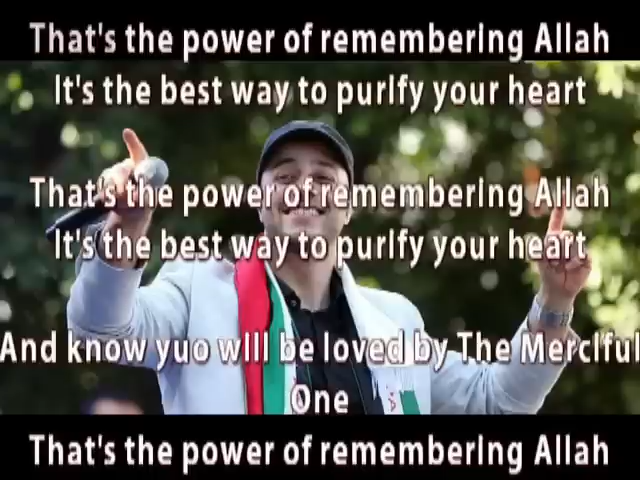 That's the power of remembering Allah
It's the best way to purify your heart
That's the power of remembering Allah
It's the best way to purify your heart
And know yuo will be loved by The Merciful
One
That's the power of remembering Allah